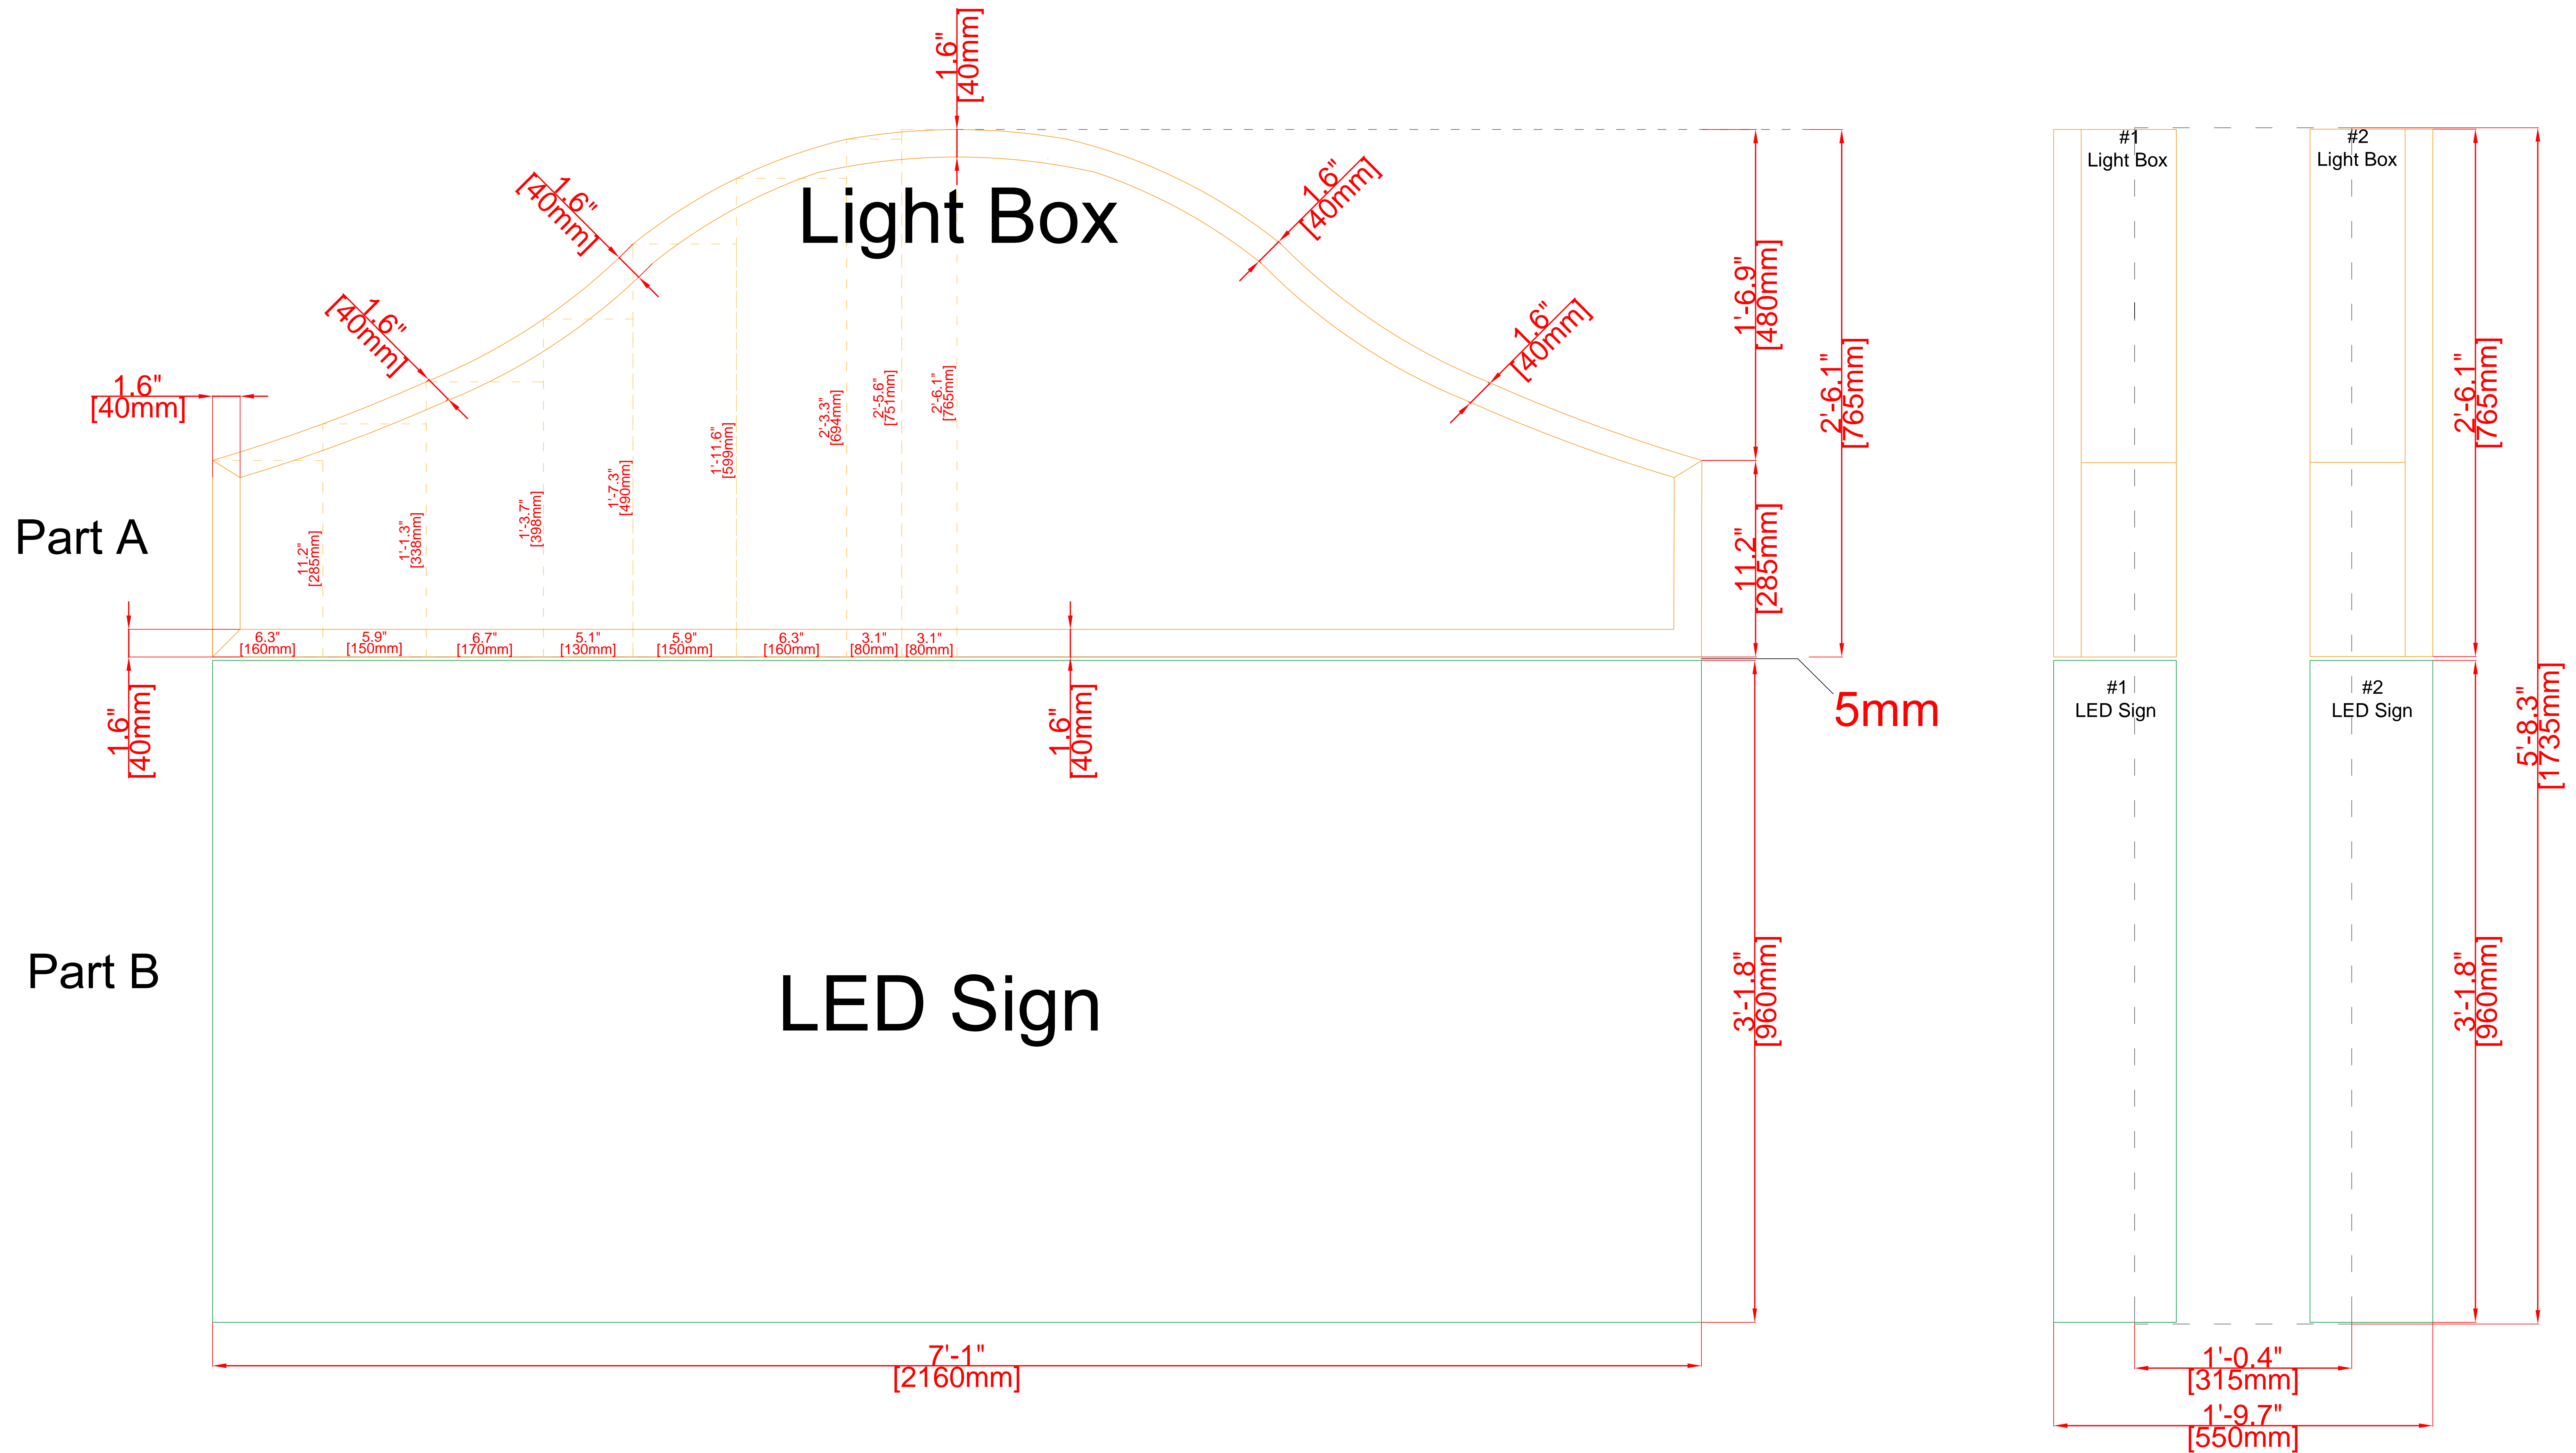 1.6"
[40mm]
#1
Light Box
#2
Light Box
1.6"
[40mm]
1.6"
[40mm]
Light Box
1'-6.9"
[480mm]
1.6"
[40mm]
1.6"
[40mm]
2'-6.1"
[765mm]
2'-6.1"
[765mm]
1.6"
[40mm]
2'-3.3"
[694mm]
2'-5.6"
[751mm]
2'-6.1"
[765mm]
1'-11.6"
[599mm]
1'-7.3"
[490mm]
1'-3.7"
[398mm]
1'-1.3"
[338mm]
11.2"
[285mm]
11.2"
[285mm]
Part A
6.3"
[160mm]
5.9"
[150mm]
6.7"
[170mm]
5.1"
[130mm]
5.9"
[150mm]
6.3"
[160mm]
3.1"
[80mm]
3.1"
[80mm]
1.6"
[40mm]
1.6"
[40mm]
5mm
#1
LED Sign
#2
LED Sign
5'-8.3"
[1735mm]
Part B
LED Sign
3'-1.8"
[960mm]
3'-1.8"
[960mm]
7'-1"
[2160mm]
1'-0.4"
[315mm]
1'-9.7"
[550mm]